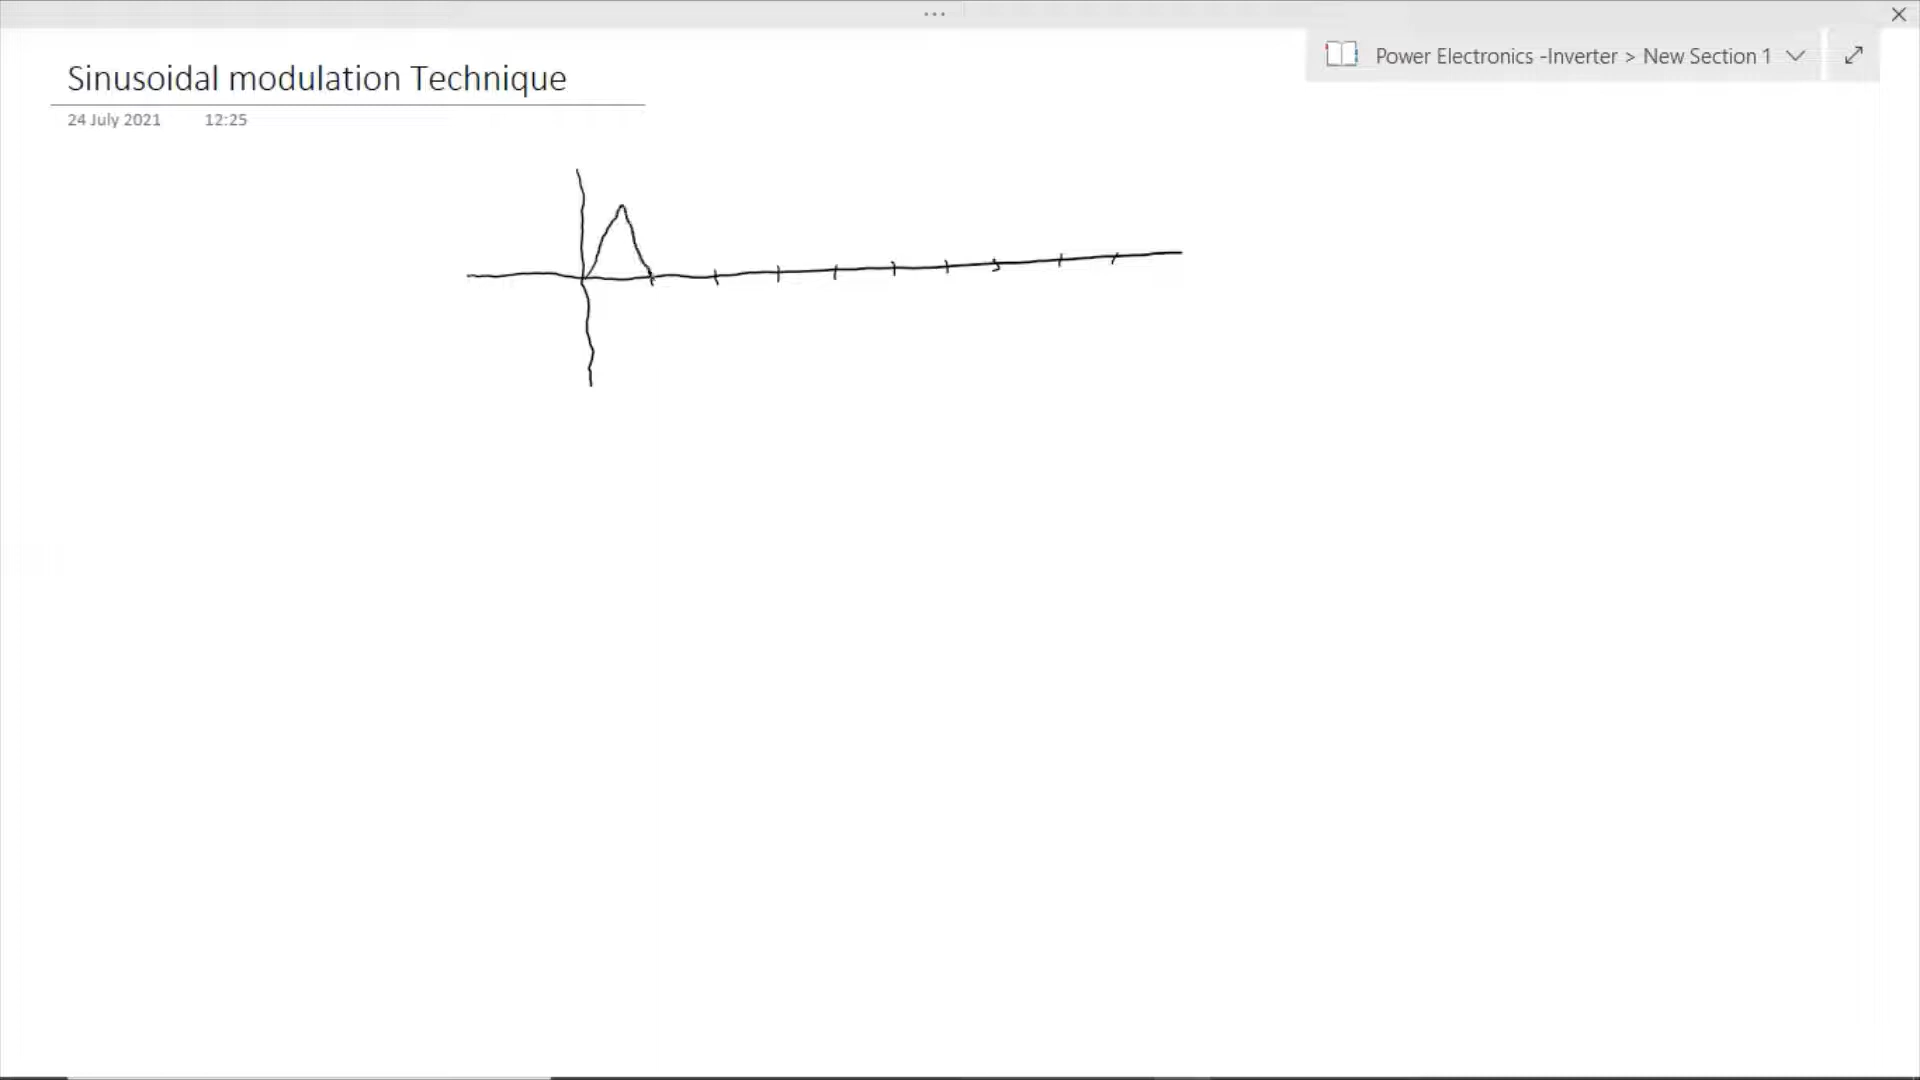 ...
Power Electronics -Inverter > New Section 1
Sinusoidal modulation Technique
24 July 2021 12:25